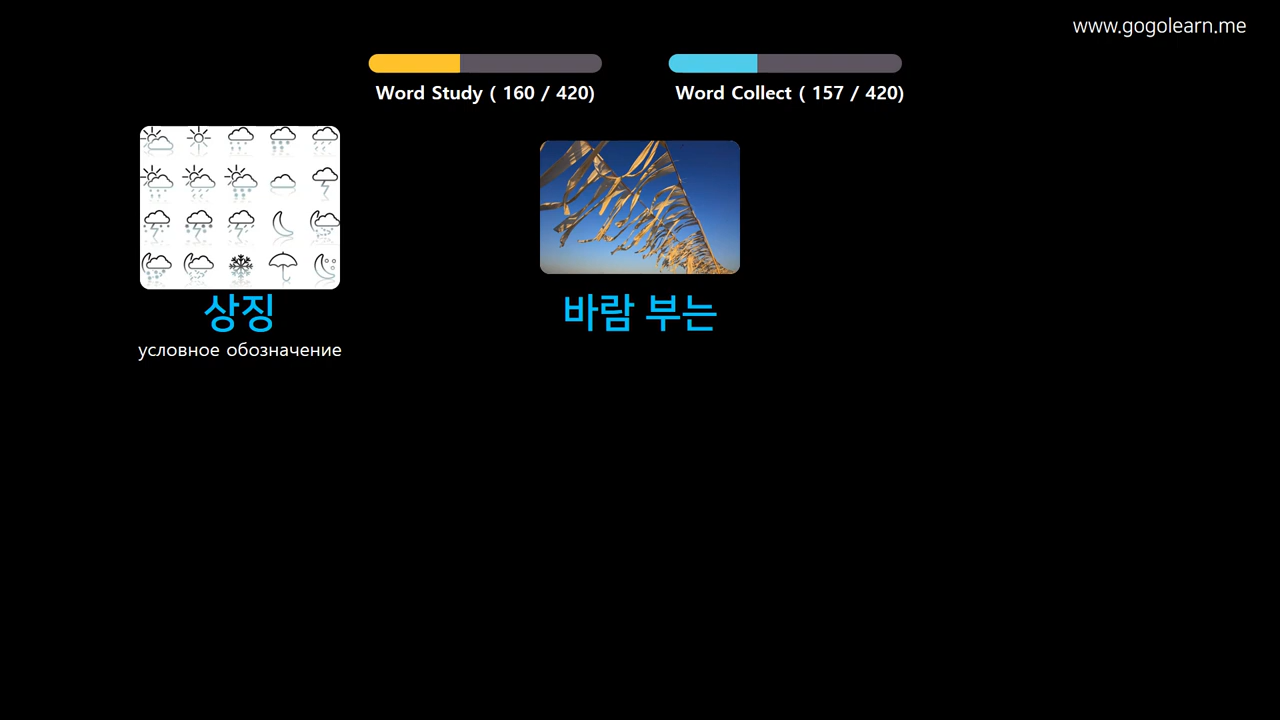 www.gogolearn.me
Word Study ( 160 / 420)
Word Collect ( 157 / 420)
상징
условное обозначение
바람 부는